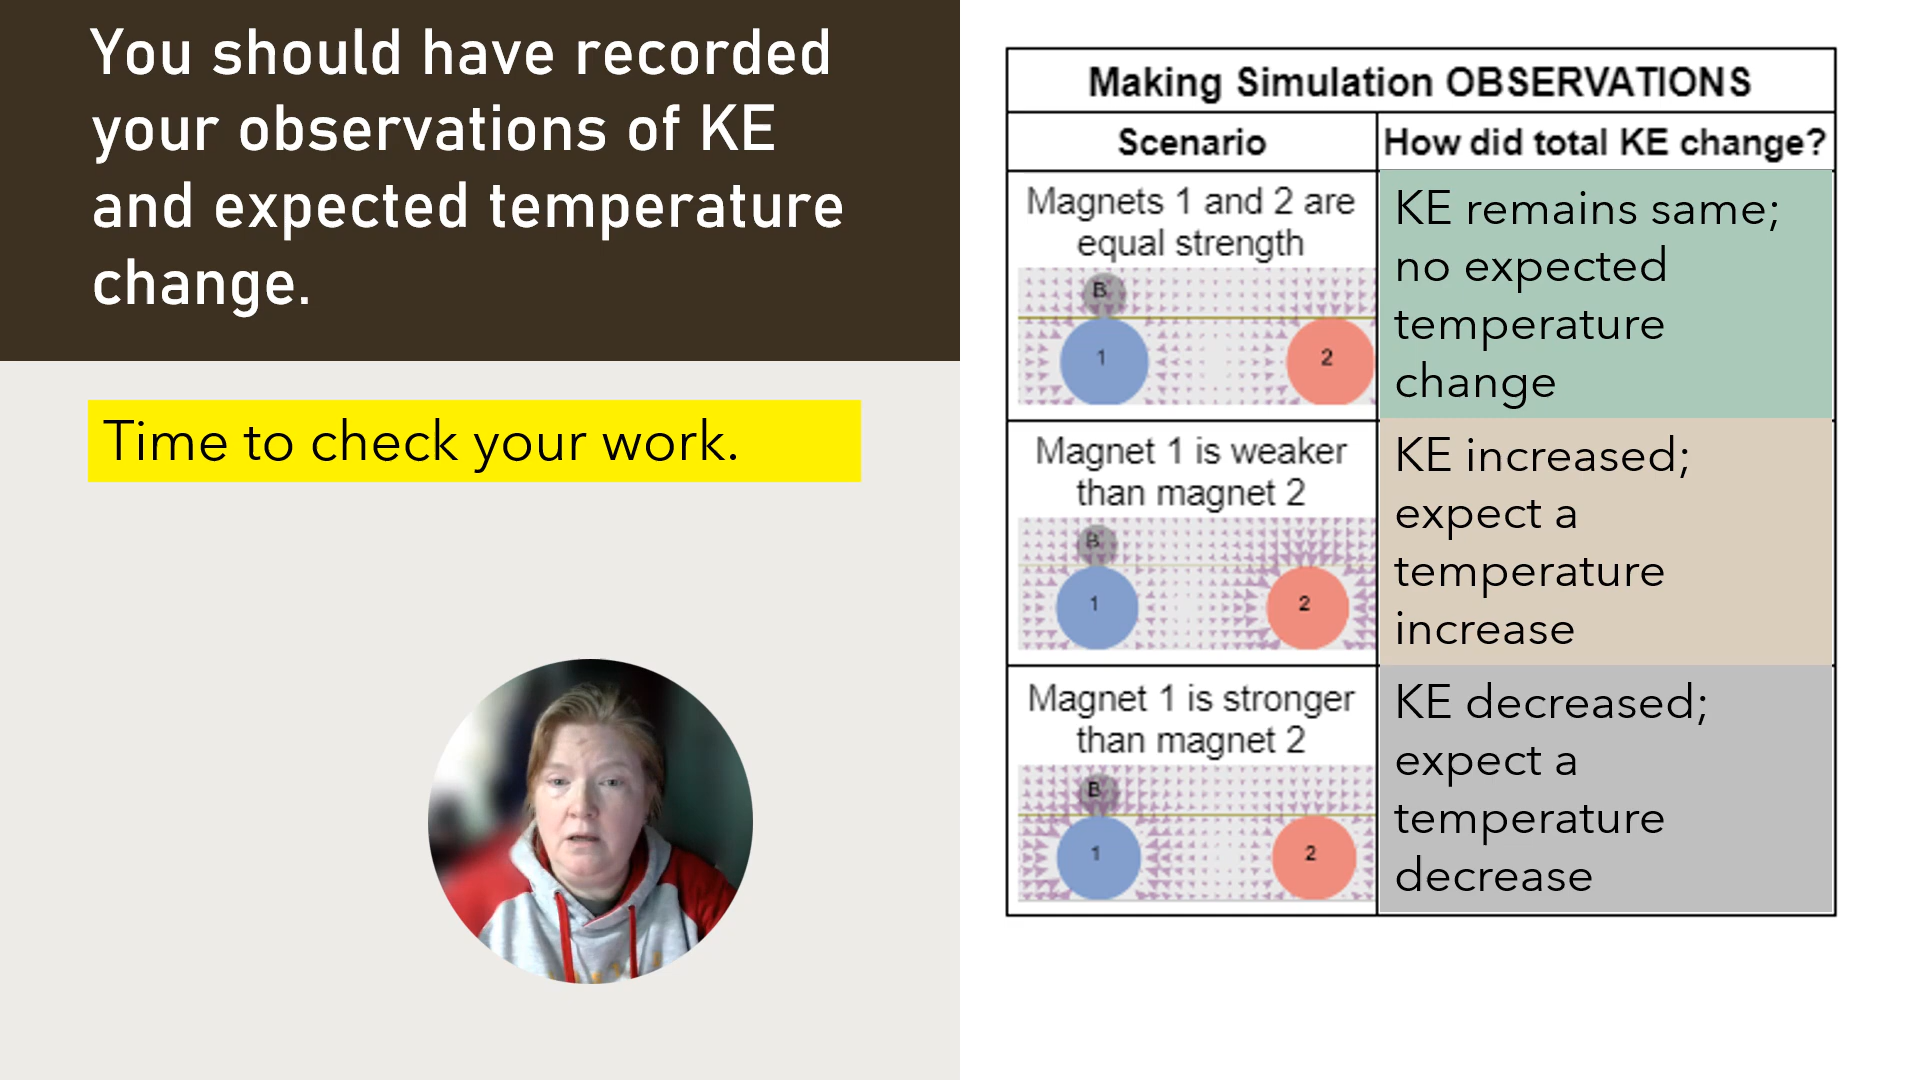 You should have recorded
your observations of KE
and expected temperature
change.
Time to check your work.
Making Simulation OBSERVATIONS
Scenario
How did total KE change?
Magnets 1 and 2 are
equal strength
B
1
2
KE remains same;
no expected
temperature
change
Magnet 1 is weaker
than magnet 2
B
1
2
KE increased;
expect a
temperature
increase
Magnet 1 is stronger
than magnet 2
B
1
2
KE decreased;
expect a
temperature
decrease